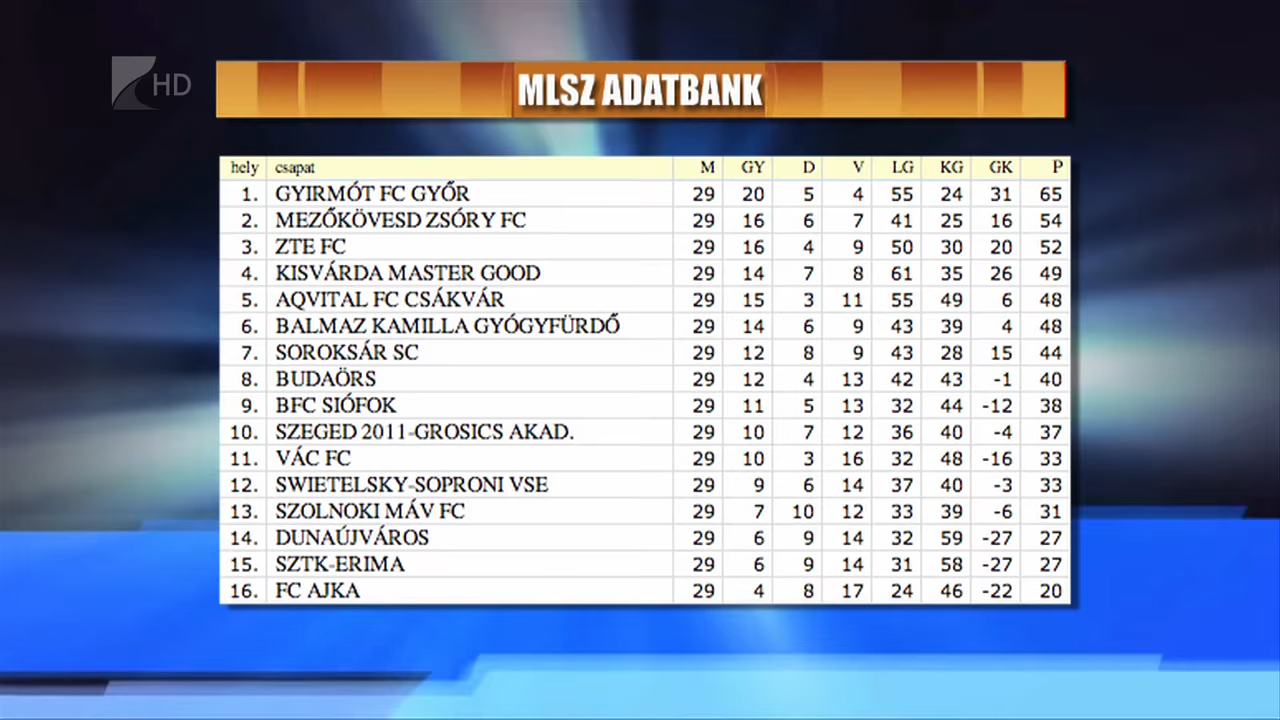 HD
MLSZ ADATBANK
hely csapat M GY D V LG KG GK P
1. GYIRMÓT FC GYŐR 29 20 5 4 55 24 31 65
2. MEZŐKÖVESD ZSÓRY FC 29 16 6 7 41 25 16 54
3. ZTE FC 29 16 4 9 50 30 20 52
4. KISVÁRDA MASTER GOOD 29 14 7 8 61 35 26 49
5. AQVITAL FC CSÁKVÁR 29 15 3 11 55 49 6 48
6. BALMAZ KAMILLA GYÓGYFÜRDŐ 29 14 6 9 43 39 4 48
7. SOROKSÁR SC 29 12 8 9 43 28 15 44
8. BUDAÖRS 29 12 4 13 42 43 -1 40
9. BFC SIÓFOK 29 11 5 13 32 44 -12 38
10. SZEGED 2011-GROSICS AKAD. 29 10 7 12 36 40 -4 37
11. VÁC FC 29 10 3 16 32 48 -16 33
12. SWIETELSKY-SOPRONI VSE 29 9 6 14 37 40 -3 33
13. SZOLNOKI MÁV FC 29 7 10 12 33 39 -6 31
14. DUNAÚJVÁROS 29 6 9 14 32 59 -27 27
15. SZTK-ERIMA 29 6 9 14 31 58 -27 27
16. FC AJKA 29 4 8 17 24 46 -22 20